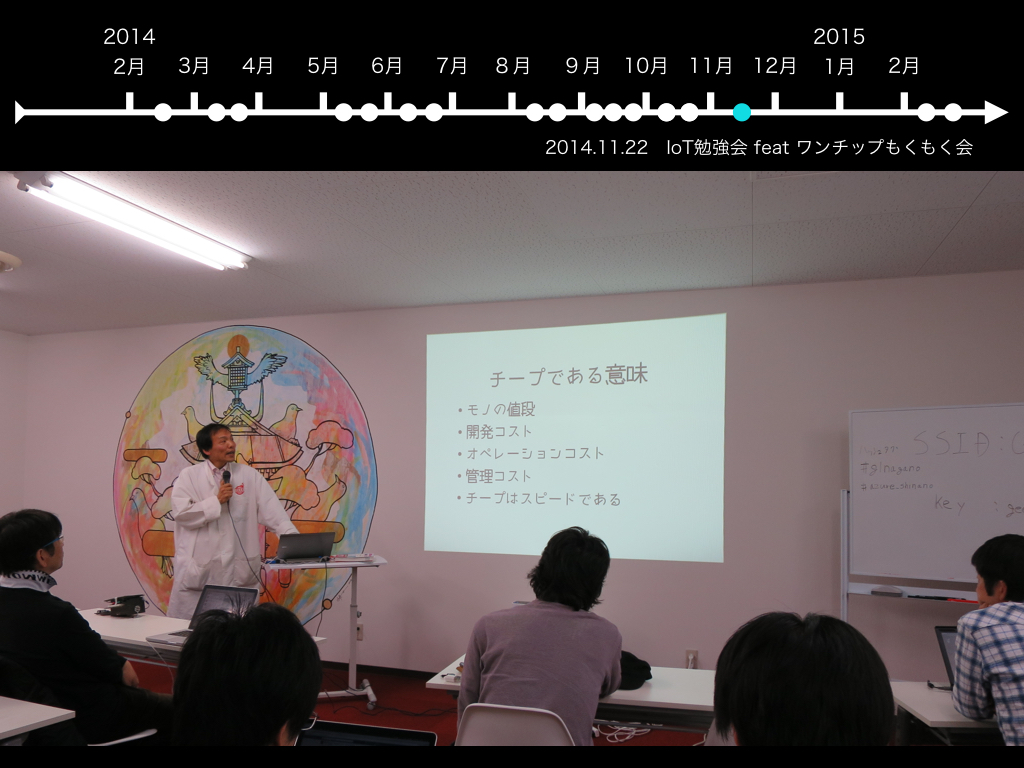 2014
2015
2月 3月 4月 5月 6月 7月 8月 9月 10月 11月 12月 1月 2月
2014.11.22 IoT勉強会 feat ワンチップもくもく会
チープである意味
・モノの値段
・開発コスト
・オペレーションコスト
・管理コスト
・チープはスピードである
SSID:
#ginagano
key :